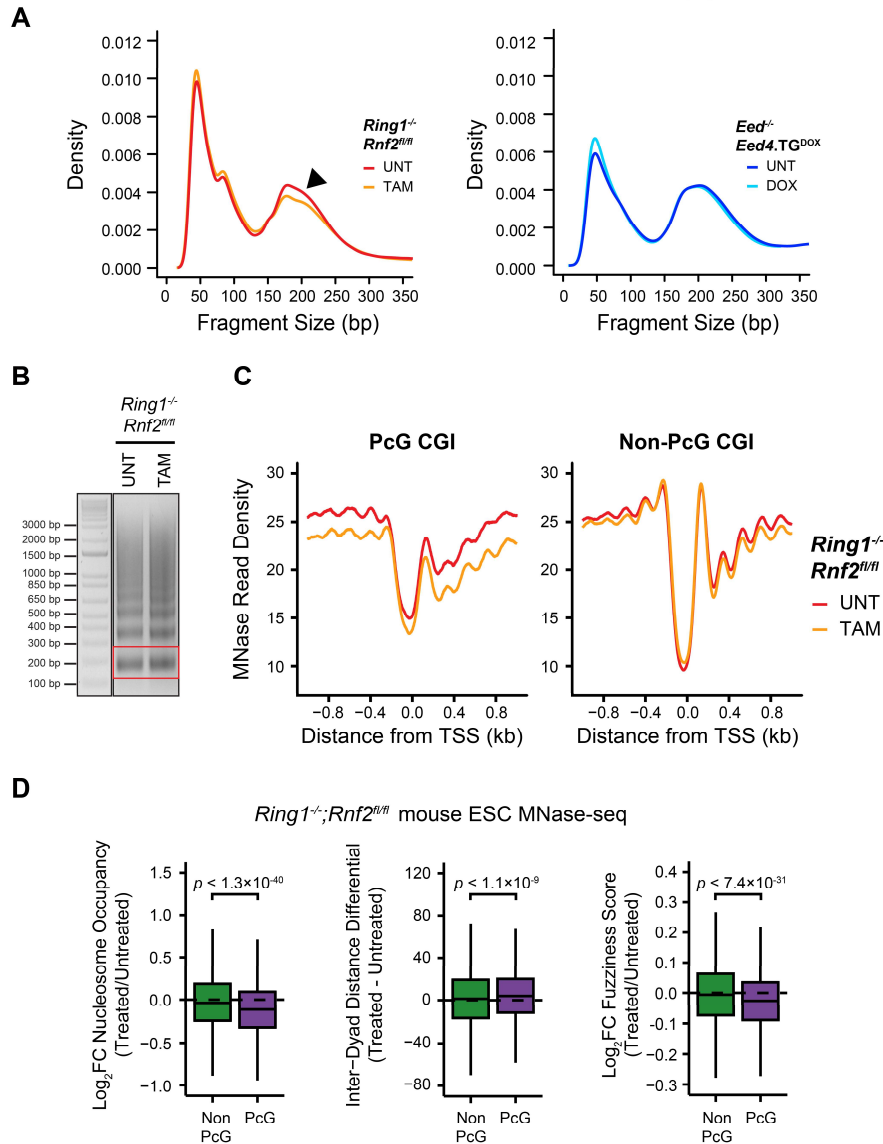 A
Density
0.012
0.010
0.008
0.006
0.004
0.002
0.000
0 50 100 150 200 250 300 350
Fragment Size (bp)
Ring1-/-
Rnf2fl/fl
UNT
TAM
Density
0.012
0.010
0.008
0.006
0.004
0.002
0.000
0 50 100 150 200 250 300 350
Fragment Size (bp)
Eed-/-
Eed4.TGDOX
UNT
DOX
B
Ring1-/-
Rnf2fl/fl
UNT TAM
3000 bp
2000 bp
1500 bp
1000 bp
850 bp
650 bp
500 bp
400 bp
300 bp
200 bp
100 bp
C
PcG CGI
MNase Read Density
30
25
20
15
10
−0.8 −0.4 0.0 0.4 0.8
Distance from TSS (kb)
Non-PcG CGI
30
25
20
15
10
−0.8 −0.4 0.0 0.4 0.8
Distance from TSS (kb)
Ring1-/-
Rnf2fl/fl
UNT
TAM
D
Ring1-/-;Rnf2fl/fl mouse ESC MNase-seq
Log2FC Nucleosome Occupancy
(Treated/Untreated)
1.5
1.0
0.5
0.0
−0.5
−1.0
p < 1.3×10-40
Non PcG
PcG
Inter−Dyad Distance Differential
(Treated - Untreated)
120
80
40
0
−40
−80
p < 1.1×10-9
Non PcG
PcG
Log2FC Fuzziness Score
(Treated/Untreated)
0.4
0.3
0.2
0.1
0.0
−0.1
−0.2
−0.3
p < 7.4×10-31
Non PcG
PcG